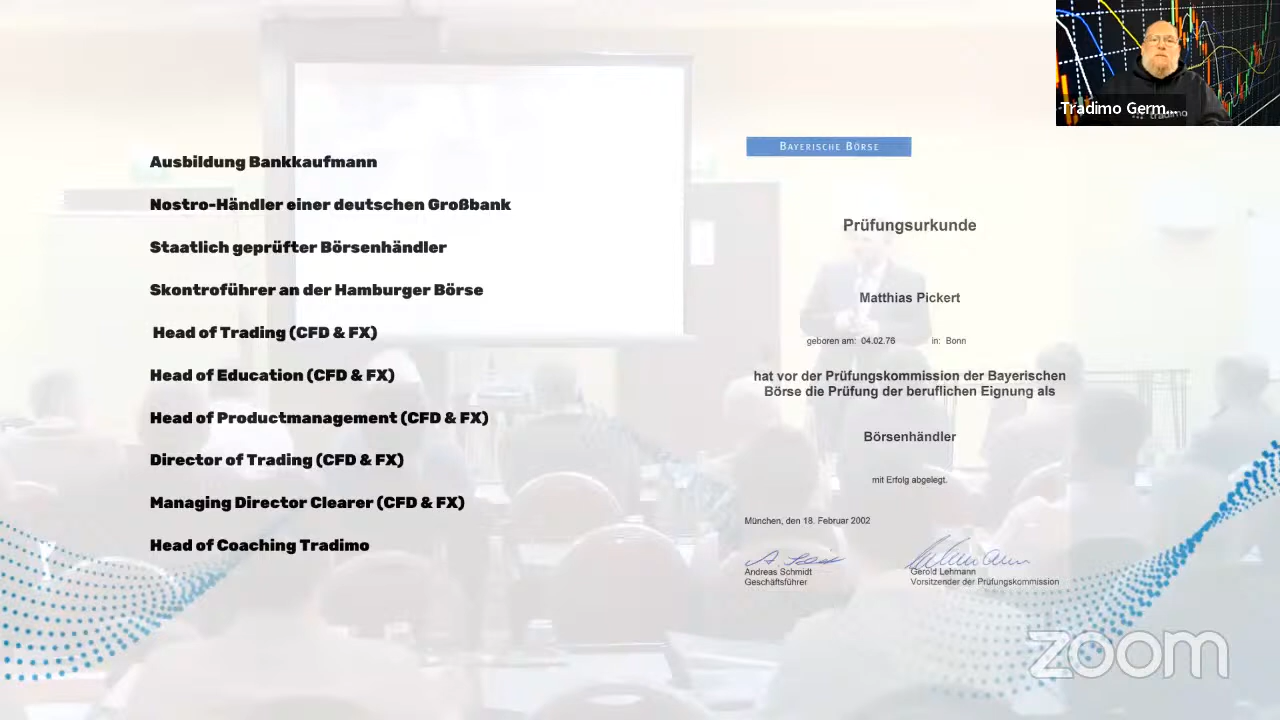 Tradimo Germ...
tradimo
Ausbildung Bankkaufmann
Nostro-Händler einer deutschen Großbank
Staatlich geprüfter Börsenhändler
Skontroführer an der Hamburger Börse
Head of Trading (CFD & FX)
Head of Education (CFD & FX)
Head of Productmanagement (CFD & FX)
Director of Trading (CFD & FX)
Managing Director Clearer (CFD & FX)
Head of Coaching Tradimo
BAYERISCHE BÖRSE
Prüfungsurkunde
Matthias Pickert
geboren am: 04.02.76 in: Bonn
hat vor der Prüfungskommission der Bayerischen
Börse die Prüfung der beruflichen Eignung als
Börsenhändler
mit Erfolg abgelegt.
München, den 18. Februar 2002
Andreas Schmidt
Geschäftsführer
Gerold Lehmann
Vorsitzender der Prüfungskommission
zoom